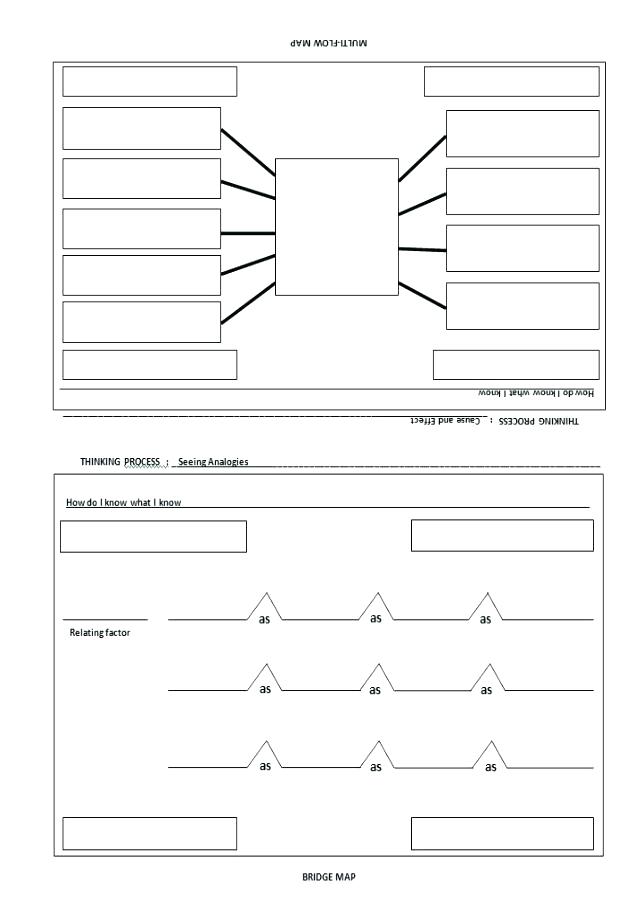 MULTI-FLOW MAP
How do I know what I know
THINKING PROCESS : Cause and Effect
THINKING PROCESS : Seeing Analogies
How do I know what I know
as as as
Relating factor
as as as
as as as
BRIDGE MAP